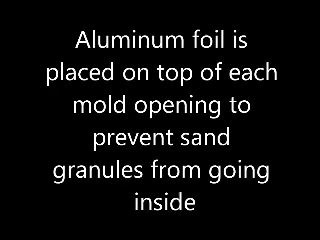 Aluminum foil is
placed on top of each
mold opening to
prevent sand
granules from going
inside